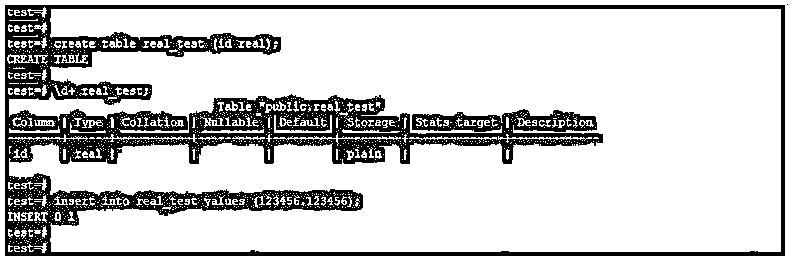 test=#
test=#
test=# create table real_test (id real);
CREATE TABLE
test=#
test=# \d+ real_test;
Table "public.real_test"
Column | Type | Collation | Nullable | Default | Storage | Stats target | Description
id | real | | | | plain | |
test=#
test=# insert into real_test values (123456.123456);
INSERT 0 1
test=#
test=#